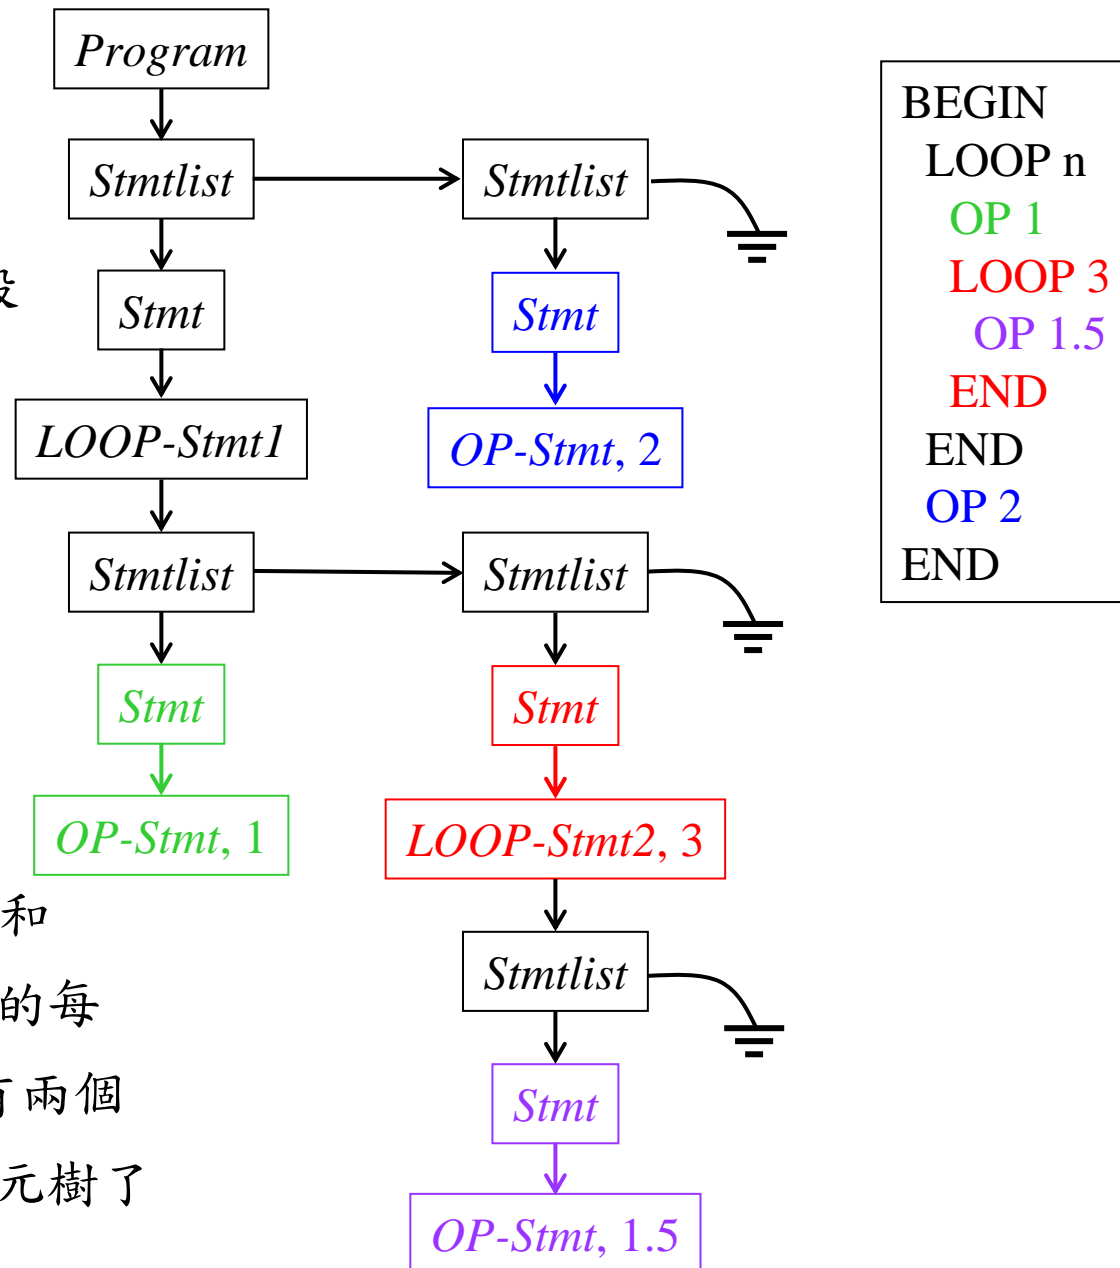 Program
Stmtlist
Stmtlist
Stmt
Stmt
LOOP-Stmt1
OP-Stmt, 2
Stmtlist
Stmtlist
Stmt
Stmt
OP-Stmt, 1
LOOP-Stmt2, 3
Stmtlist
Stmt
OP-Stmt, 1.5
BEGIN
LOOP n
OP 1
LOOP 3
OP 1.5
END
END
OP 2
END
和
的每
有兩個
元樹了